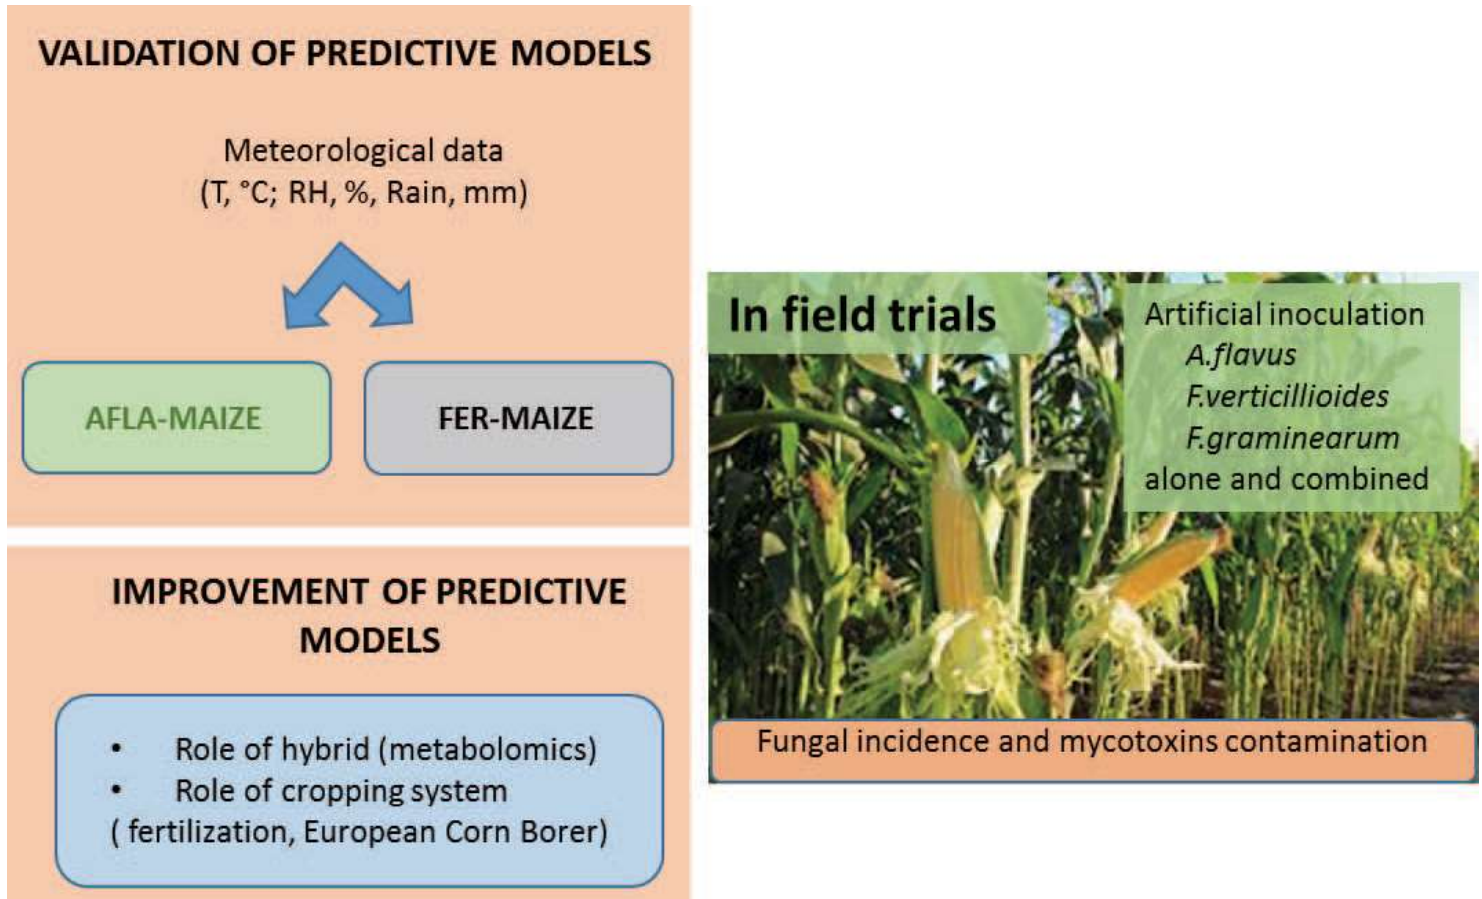 VALIDATION OF PREDICTIVE MODELS
Meteorological data
(T, °C; RH, %, Rain, mm)
AFLA-MAIZE
FER-MAIZE
IMPROVEMENT OF PREDICTIVE
MODELS
• Role of hybrid (metabolomics)
• Role of cropping system
( fertilization, European Corn Borer)
In field trials
Artificial inoculation
A.flavus
F.verticillioides
F.graminearum
alone and combined
Fungal incidence and mycotoxins contamination